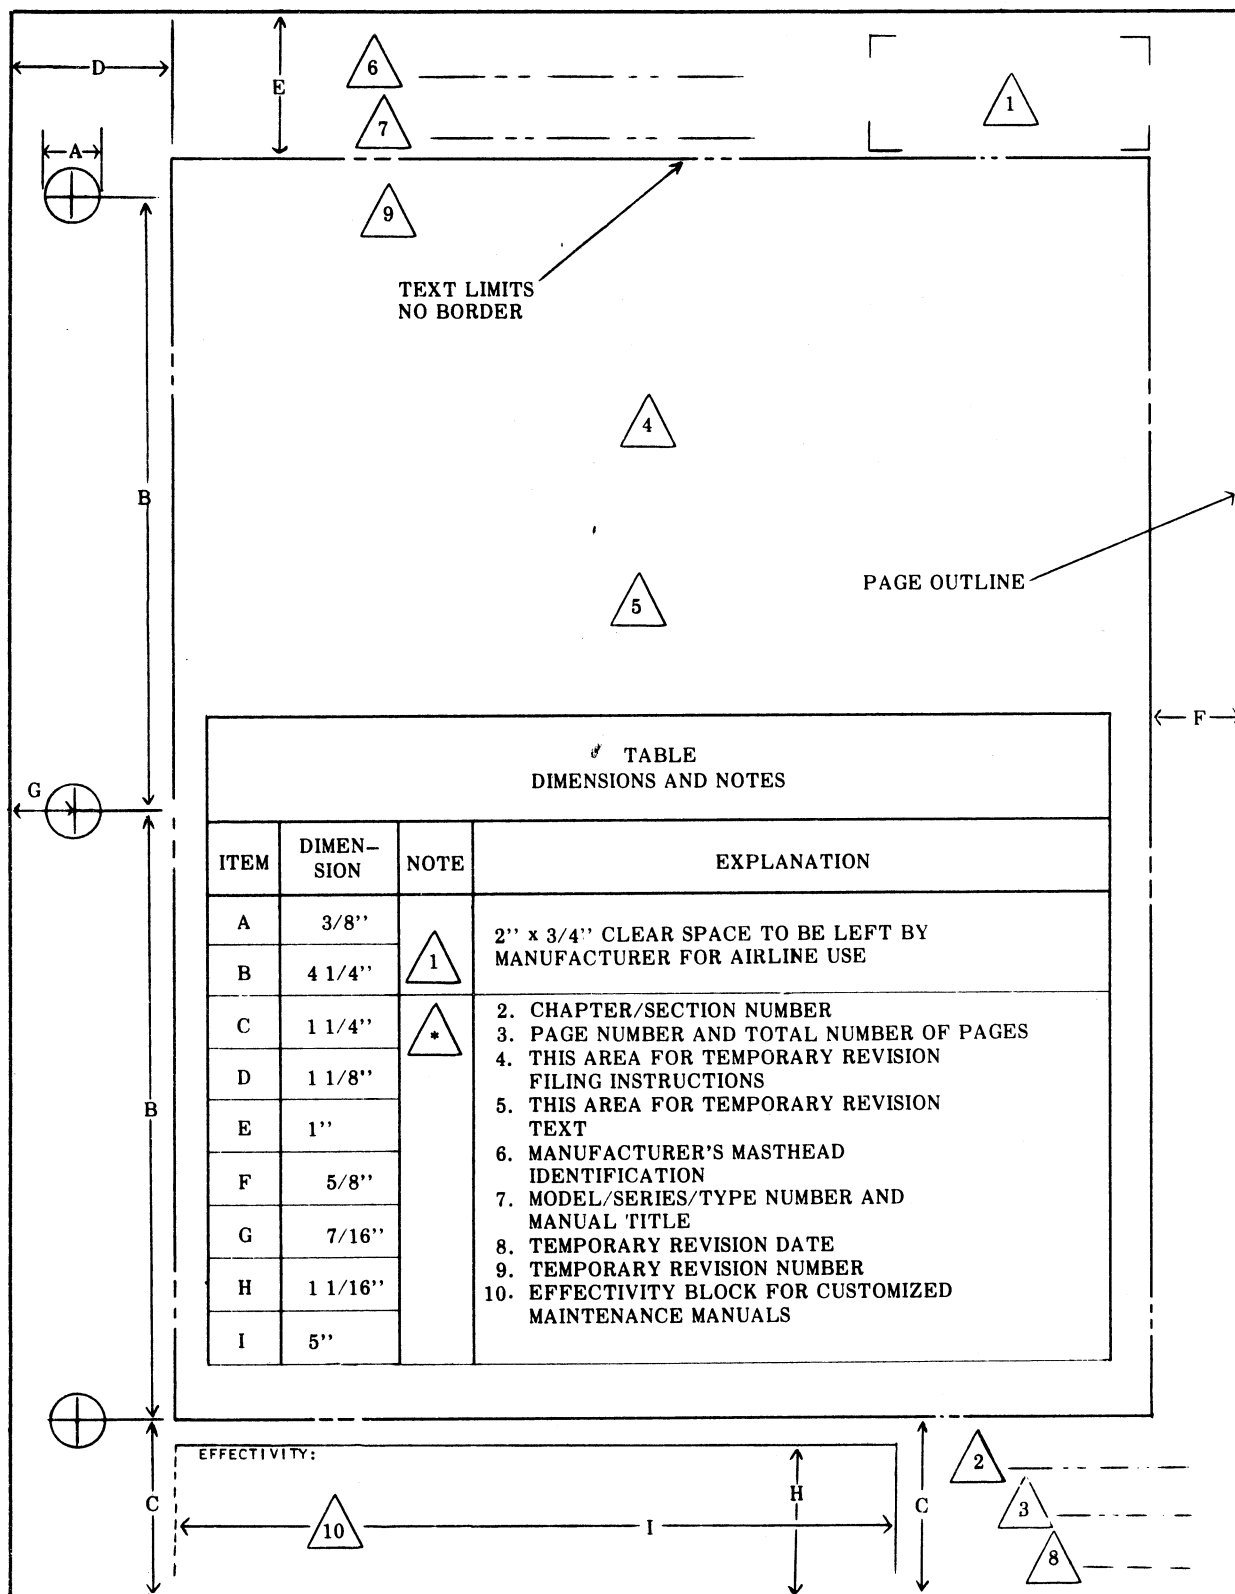 D
E
6
7
1
A
9
TEXT LIMITS
NO BORDER
4
B
PAGE OUTLINE
5
F
TABLE
DIMENSIONS AND NOTES
G
ITEM DIMEN– SION NOTE EXPLANATION
A 3/8''
B 4 1/4''
1
2'' x 3/4'' CLEAR SPACE TO BE LEFT BY
MANUFACTURER FOR AIRLINE USE
C 1 1/4''
D 1 1/8''
E 1''
F 5/8''
G 7/16''
H 1 1/16''
I 5''
*
2. CHAPTER/SECTION NUMBER
3. PAGE NUMBER AND TOTAL NUMBER OF PAGES
4. THIS AREA FOR TEMPORARY REVISION
FILING INSTRUCTIONS
5. THIS AREA FOR TEMPORARY REVISION
TEXT
6. MANUFACTURER'S MASTHEAD
IDENTIFICATION
7. MODEL/SERIES/TYPE NUMBER AND
MANUAL TITLE
8. TEMPORARY REVISION DATE
9. TEMPORARY REVISION NUMBER
10. EFFECTIVITY BLOCK FOR CUSTOMIZED
MAINTENANCE MANUALS
B
EFFECTIVITY:
C
10
I
H
C
2
3
8